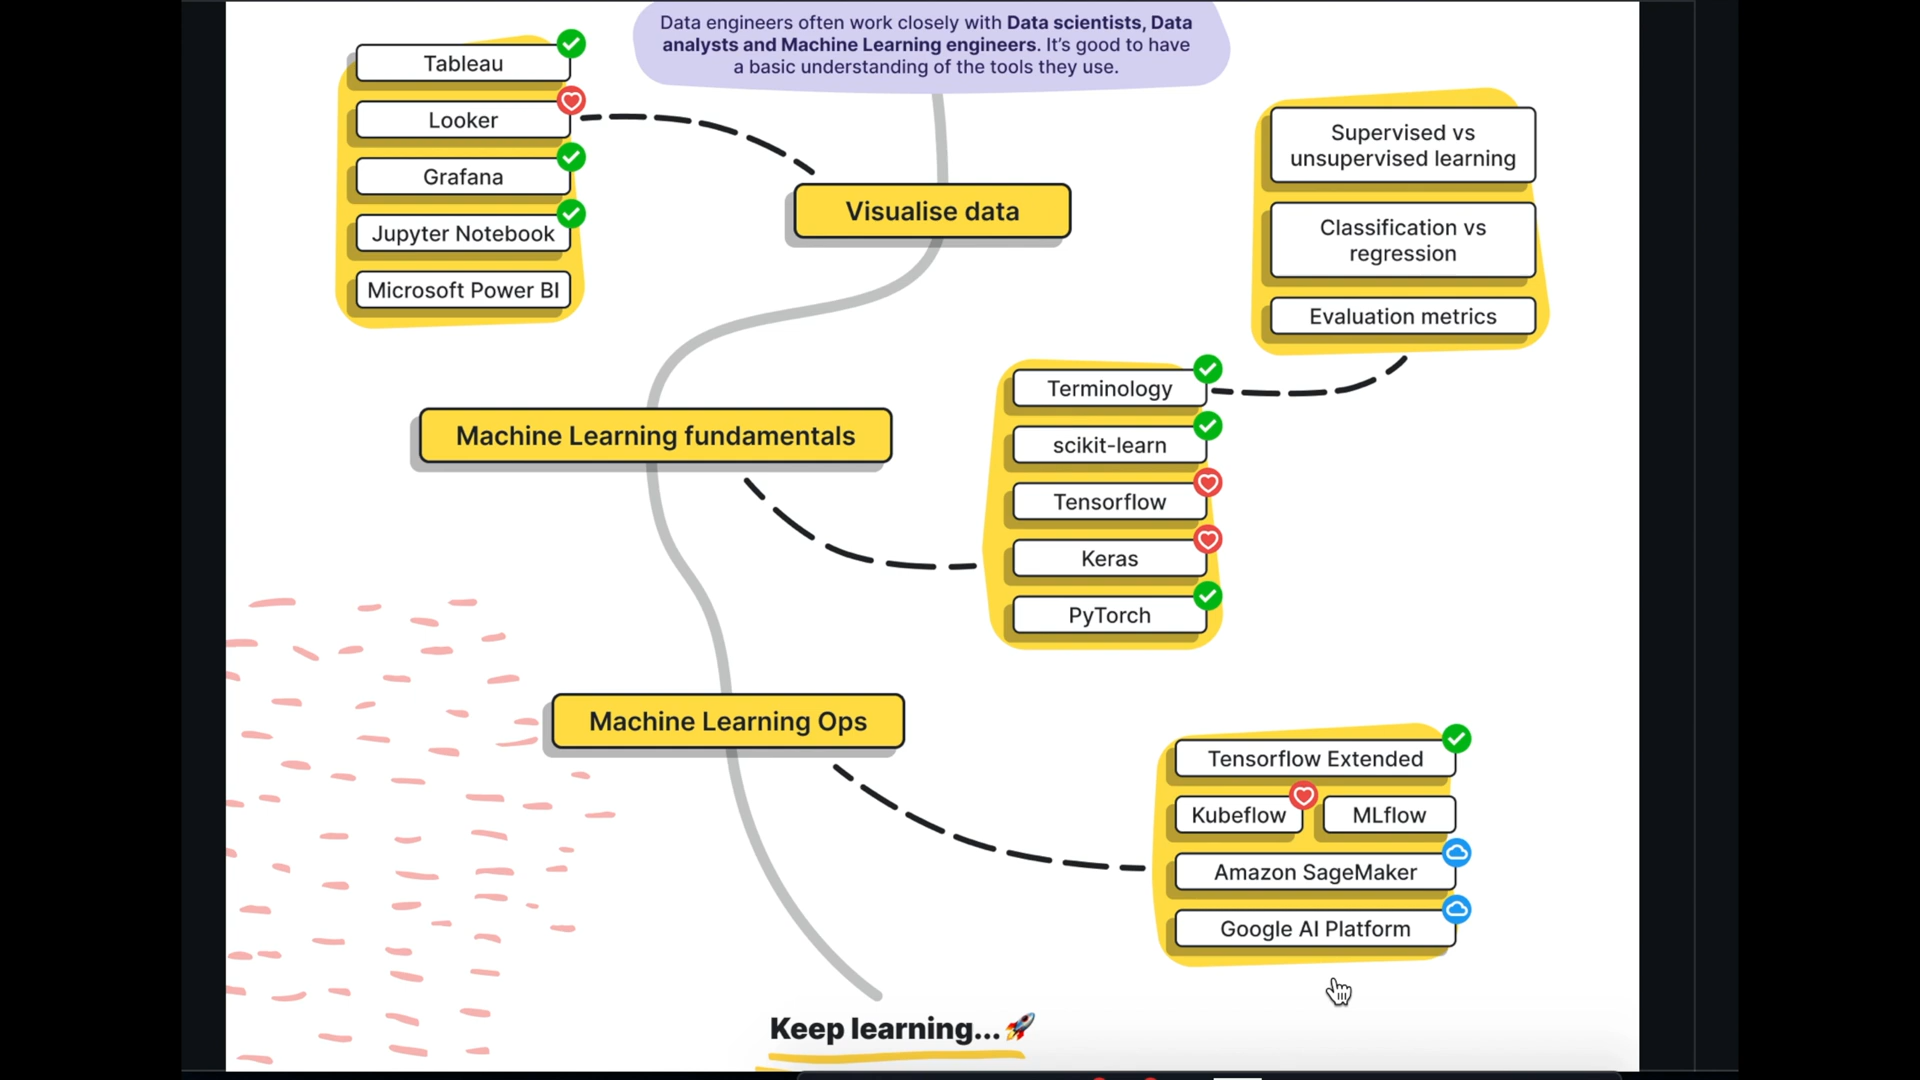 Data engineers often work closely with Data scientists, Data
analysts and Machine Learning engineers. It's good to have
a basic understanding of the tools they use.
Tableau
Looker
Grafana
Jupyter Notebook
Microsoft Power BI
Visualise data
Supervised vs
unsupervised learning
Classification vs
regression
Evaluation metrics
Machine Learning fundamentals
Terminology
scikit-learn
Tensorflow
Keras
PyTorch
Machine Learning Ops
Tensorflow Extended
Kubeflow
MLflow
Amazon SageMaker
Google AI Platform
Keep learning...